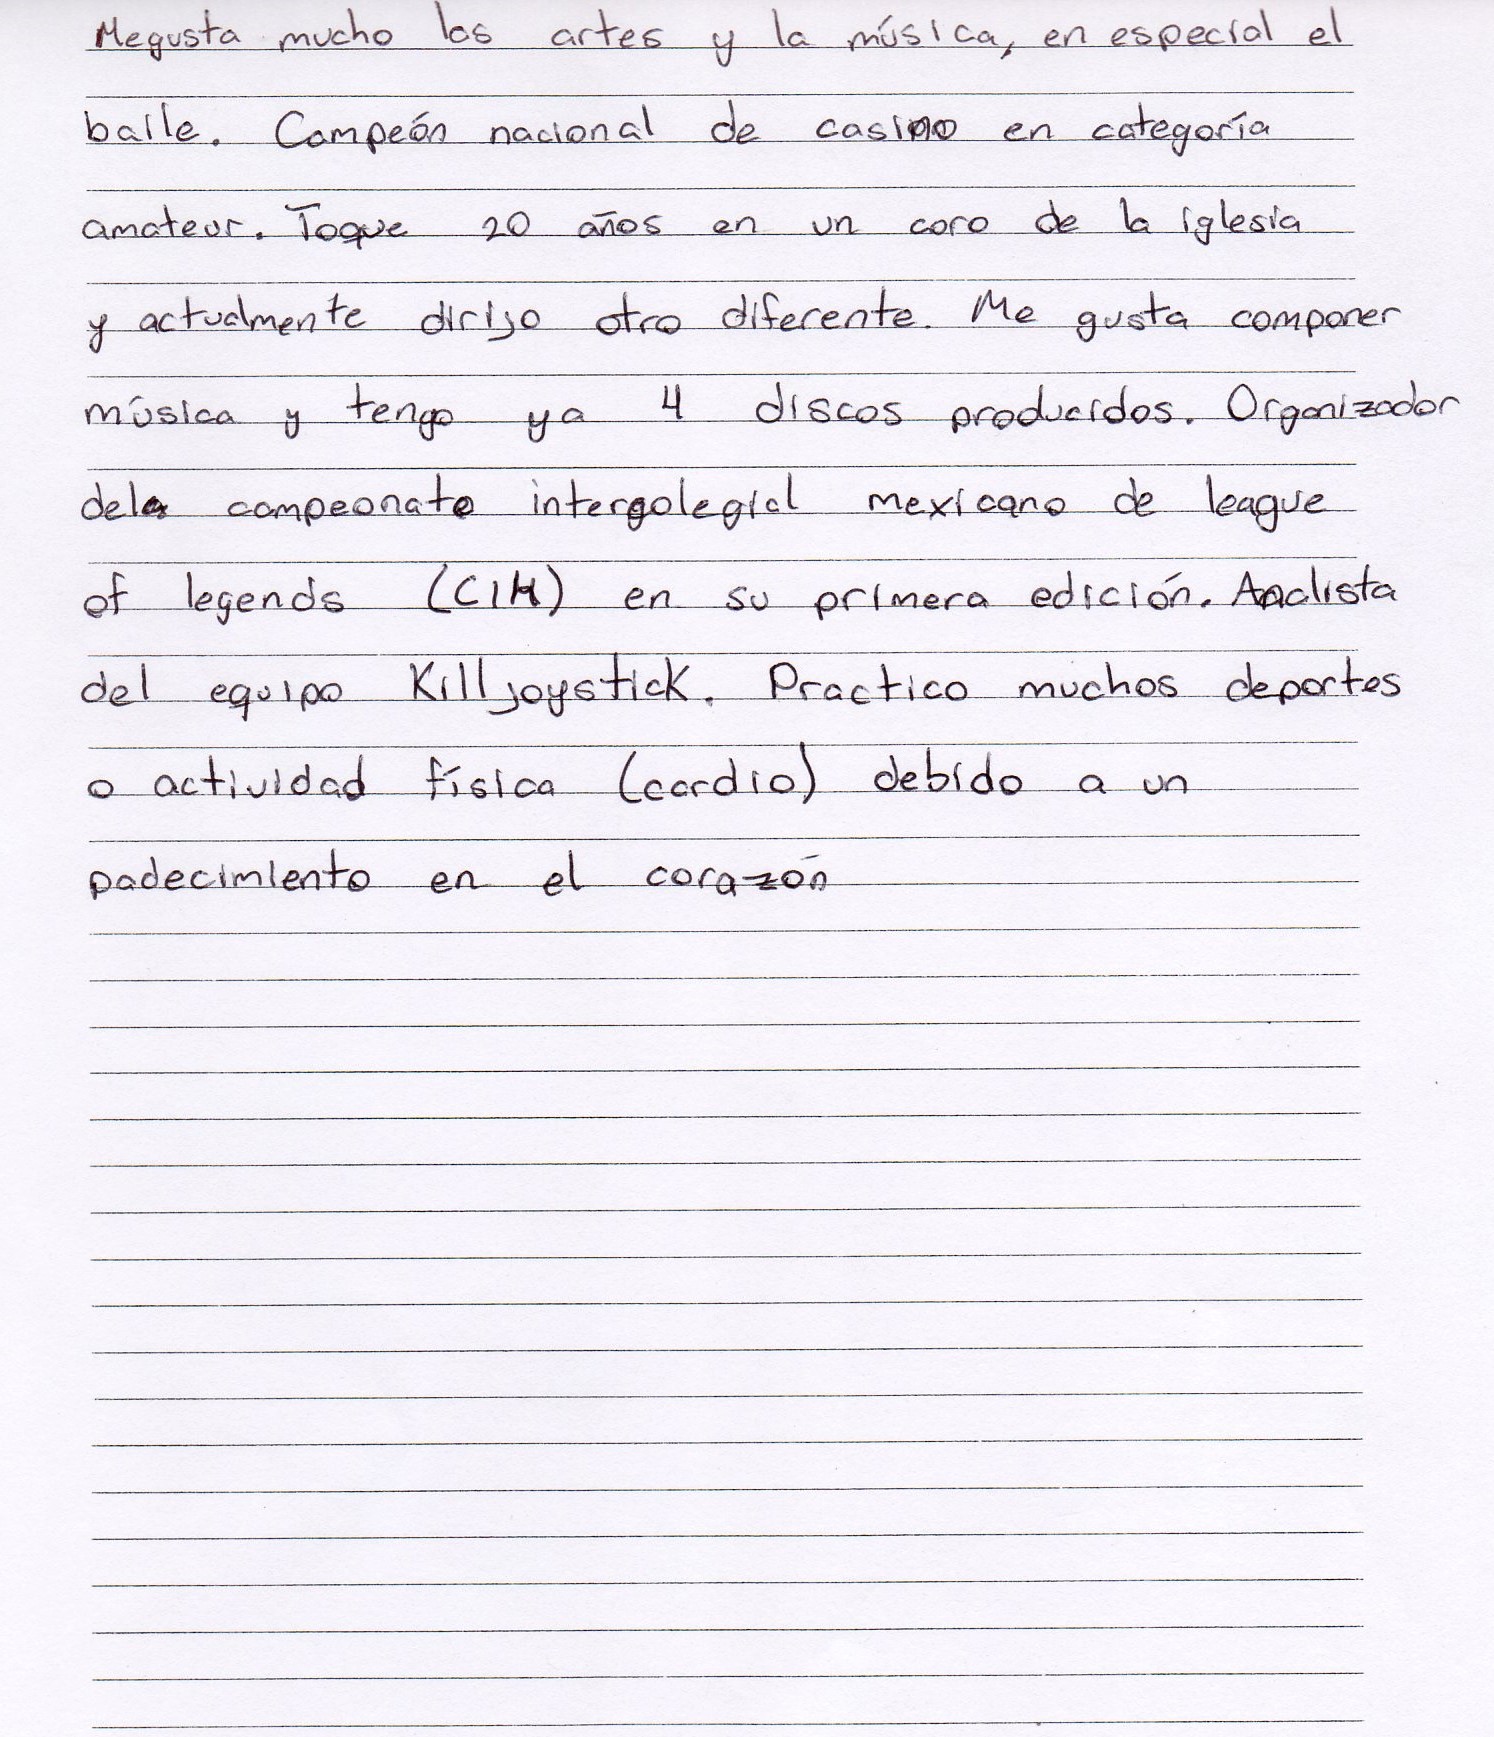 Megusta mucho las artes y la música, en especial el
baile. Campeón nacional de casino en categoría
amateur. Toque 20 años en un coro de la iglesia
y actualmente dirijo otro diferente. Me gusta componer
música y tengo ya 4 discos producidos. Organizador
del campeonato intercolegial mexicano de league
of legends (CIM) en su primera edición. Analista
del equipo Killjoystick. Practico muchos deportes
o actividad física (cardio) debido a un
padecimiento en el corazón